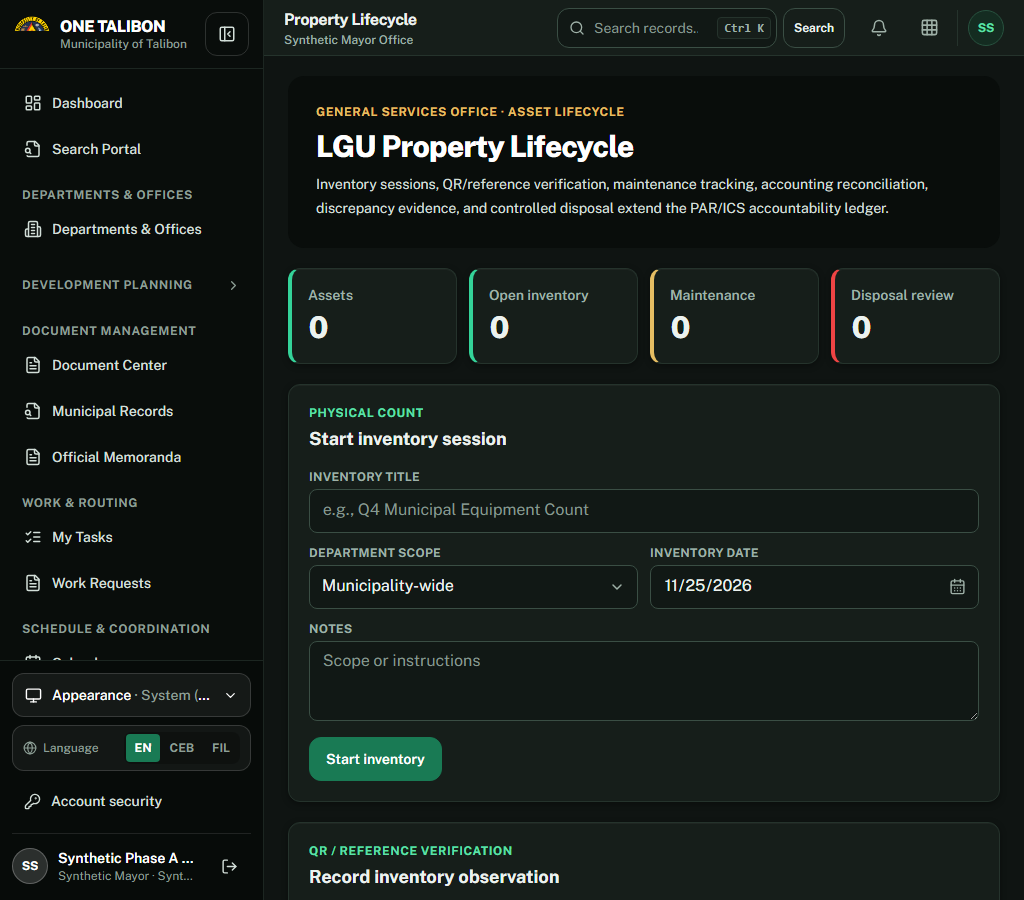 ONE TALIBON
Municipality of Talibon
Dashboard
Search Portal
DEPARTMENTS & OFFICES
Departments & Offices
DEVELOPMENT PLANNING
DOCUMENT MANAGEMENT
Document Center
Municipal Records
Official Memoranda
WORK & ROUTING
My Tasks
Work Requests
SCHEDULE & COORDINATION
Appearance · System (...
Language EN CEB FIL
Account security
SS
Synthetic Phase A ...
Synthetic Mayor · Synt...
Property Lifecycle
Synthetic Mayor Office
Search records.. Ctrl K Search SS
GENERAL SERVICES OFFICE · ASSET LIFECYCLE
LGU Property Lifecycle
Inventory sessions, QR/reference verification, maintenance tracking, accounting reconciliation,
discrepancy evidence, and controlled disposal extend the PAR/ICS accountability ledger.
Assets
0
Open inventory
0
Maintenance
0
Disposal review
0
PHYSICAL COUNT
Start inventory session
INVENTORY TITLE
e.g., Q4 Municipal Equipment Count
DEPARTMENT SCOPE
Municipality-wide
INVENTORY DATE
11/25/2026
NOTES
Scope or instructions
Start inventory
QR / REFERENCE VERIFICATION
Record inventory observation